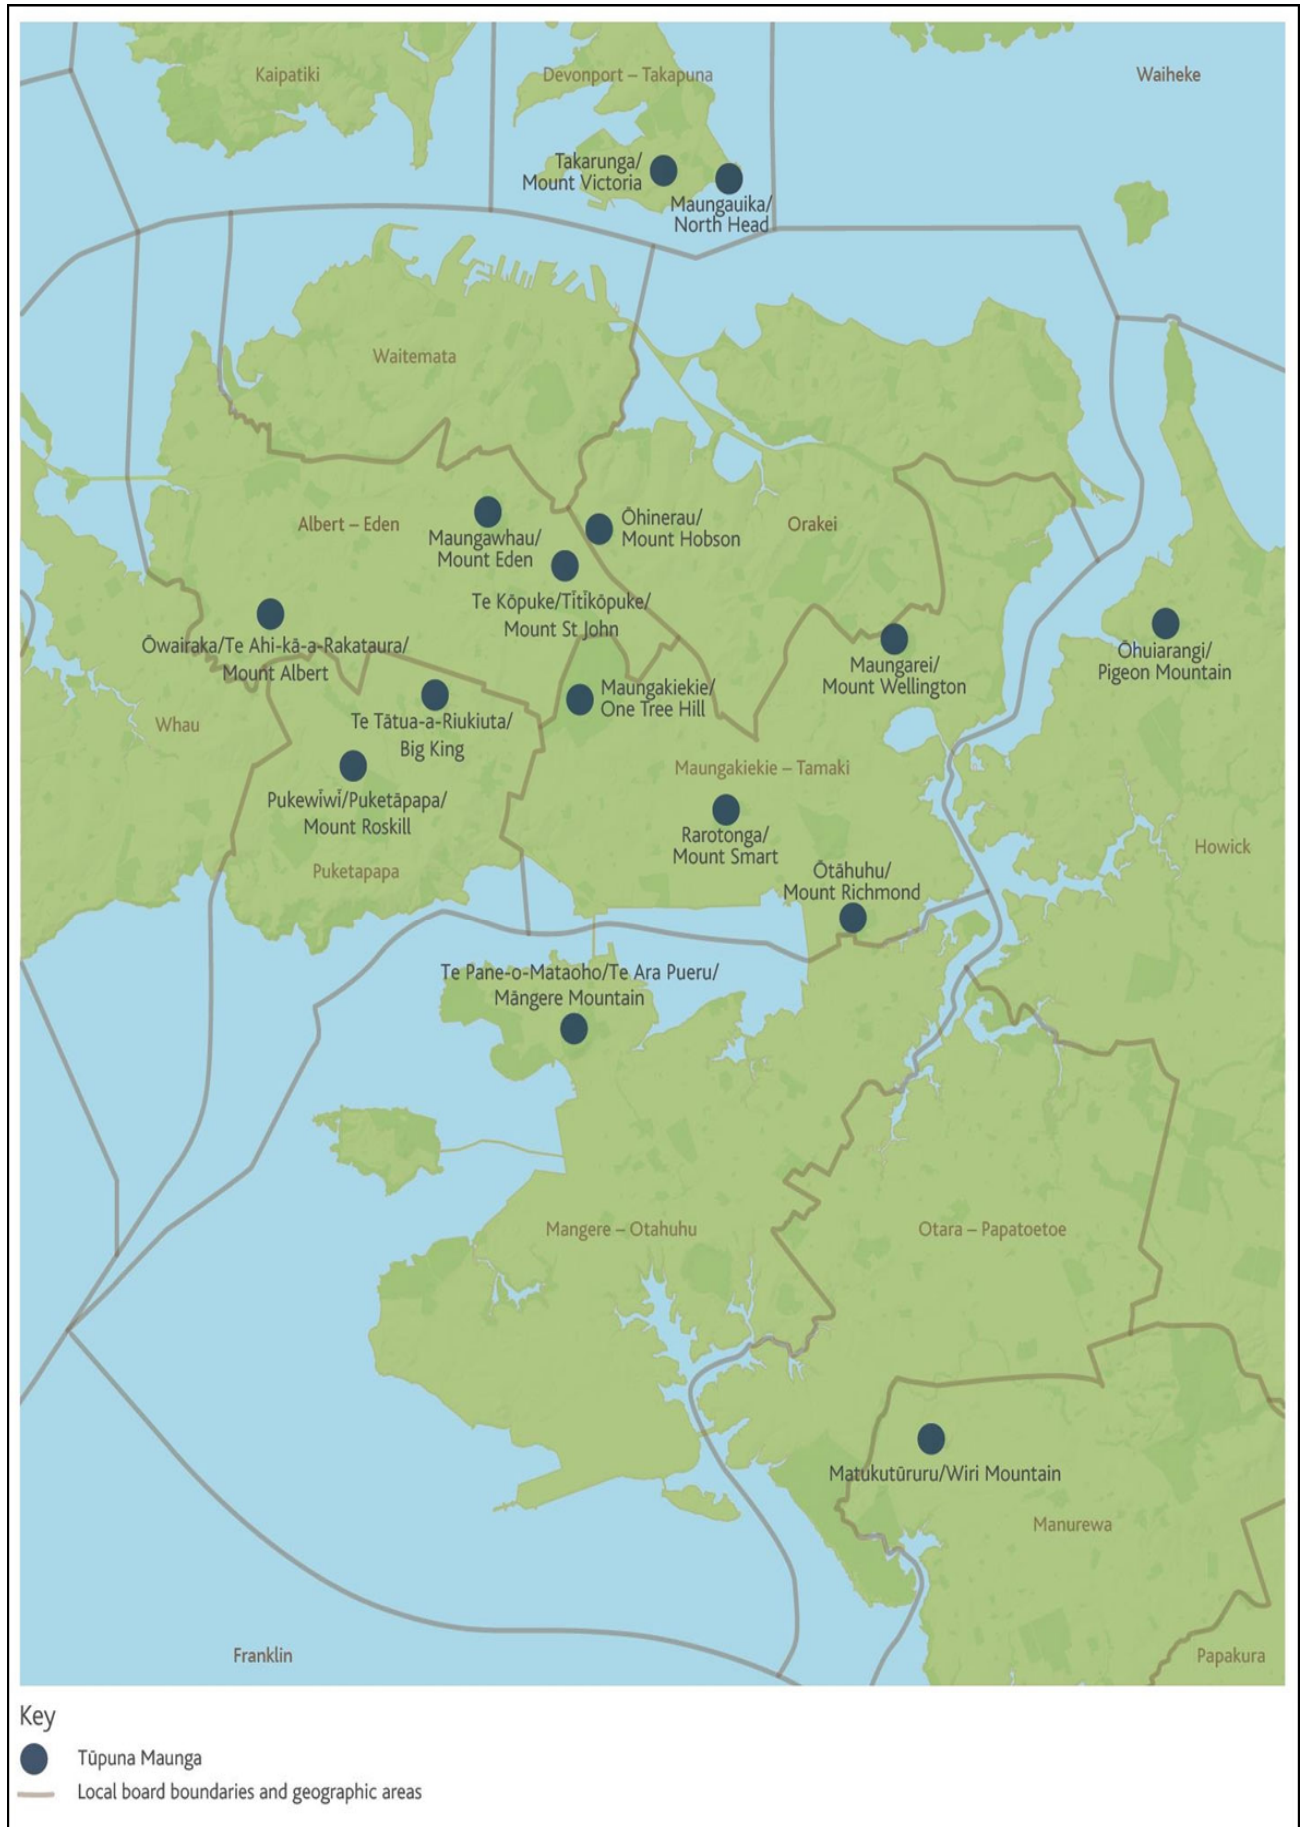 Kaipatiki
Devonport – Takapuna
Waiheke
Takarunga/
Mount Victoria
Maungauika/
North Head
Waitemata
Albert – Eden
Maungawhau/
Mount Eden
Ōhinerau/
Mount Hobson
Orakei
Te Kōpuke/Tītīkōpuke/
Mount St John
Ōwairaka/Te Ahi-kā-a-Rakataura/
Mount Albert
Maungarei/
Mount Wellington
Ōhuiarangi/
Pigeon Mountain
Whau
Te Tātua-a-Riukiuta/
Big King
Maungakiekie/
One Tree Hill
Maungakiekie – Tamaki
Pukewīwī/Puketāpapa/
Mount Roskill
Puketapapa
Rarotonga/
Mount Smart
Howick
Ōtāhuhu/
Mount Richmond
Te Pane-o-Mataoho/Te Ara Pueru/
Māngere Mountain
Mangere – Otahuhu
Otara – Papatoetoe
Matukutūruru/Wiri Mountain
Manurewa
Franklin
Papakura
Key
Tūpuna Maunga
Local board boundaries and geographic areas